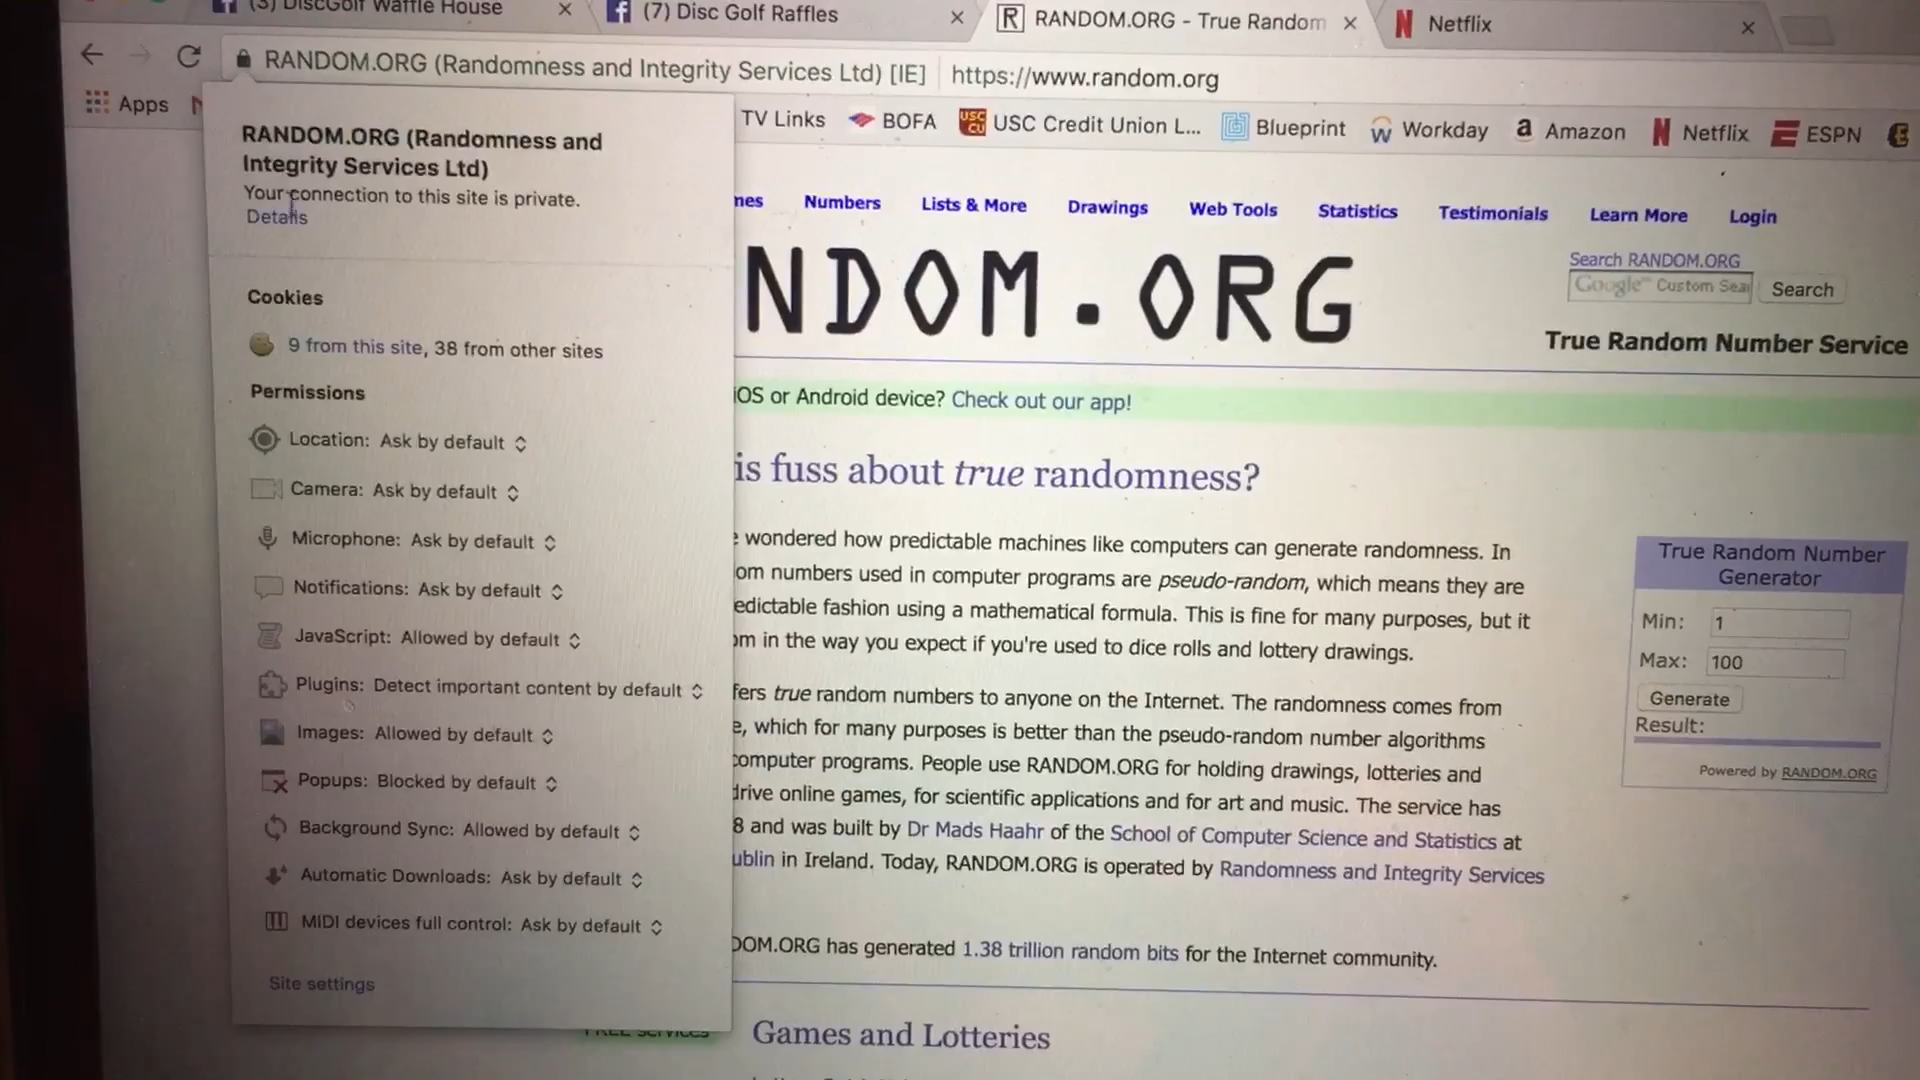 (3) DiscGolf Waffle House
(7) Disc Golf Raffles
RANDOM.ORG - True Random
Netflix
RANDOM.ORG (Randomness and Integrity Services Ltd) [IE]
https://www.random.org
Apps
TV Links
BOFA
USC Credit Union L...
Blueprint
Workday
Amazon
Netflix
ESPN
RANDOM.ORG (Randomness and
Integrity Services Ltd)
Your connection to this site is private.
Details
Cookies
9 from this site, 38 from other sites
Permissions
Location: Ask by default
Camera: Ask by default
Microphone: Ask by default
Notifications: Ask by default
JavaScript: Allowed by default
Plugins: Detect important content by default
Images: Allowed by default
Popups: Blocked by default
Background Sync: Allowed by default
Automatic Downloads: Ask by default
MIDI devices full control: Ask by default
Site settings
nes Numbers Lists & More Drawings Web Tools Statistics Testimonials Learn More Login
NDOM.ORG
Search RANDOM.ORG
Google™ Custom Sear
Search
True Random Number Service
iOS or Android device? Check out our app!
is fuss about true randomness?
e wondered how predictable machines like computers can generate randomness. In
om numbers used in computer programs are pseudo-random, which means they are
edictable fashion using a mathematical formula. This is fine for many purposes, but it
om in the way you expect if you're used to dice rolls and lottery drawings.
fers true random numbers to anyone on the Internet. The randomness comes from
e, which for many purposes is better than the pseudo-random number algorithms
computer programs. People use RANDOM.ORG for holding drawings, lotteries and
drive online games, for scientific applications and for art and music. The service has
8 and was built by Dr Mads Haahr of the School of Computer Science and Statistics at
ublin in Ireland. Today, RANDOM.ORG is operated by Randomness and Integrity Services
DOM.ORG has generated 1.38 trillion random bits for the Internet community.
True Random Number
Generator
Min: 1
Max: 100
Generate
Result:
Powered by RANDOM.ORG
FREE services
Games and Lotteries